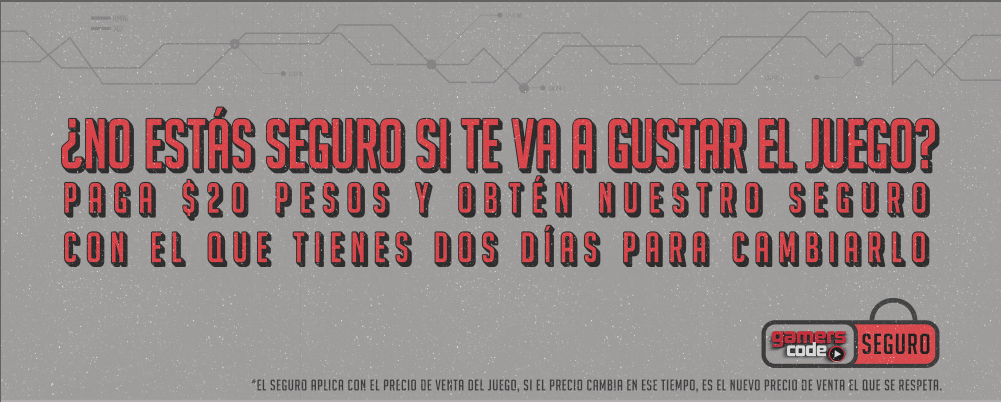 ¿NO ESTÁS SEGURO SI TE VA A GUSTAR EL JUEGO?
PAGA $20 PESOS Y OBTÉN NUESTRO SEGURO
CON EL QUE TIENES DOS DÍAS PARA CAMBIARLO
gamers
code
SEGURO
*EL SEGURO APLICA CON EL PRECIO DE VENTA DEL JUEGO, SI EL PRECIO CAMBIA EN ESE TIEMPO, ES EL NUEVO PRECIO DE VENTA EL QUE SE RESPETA.